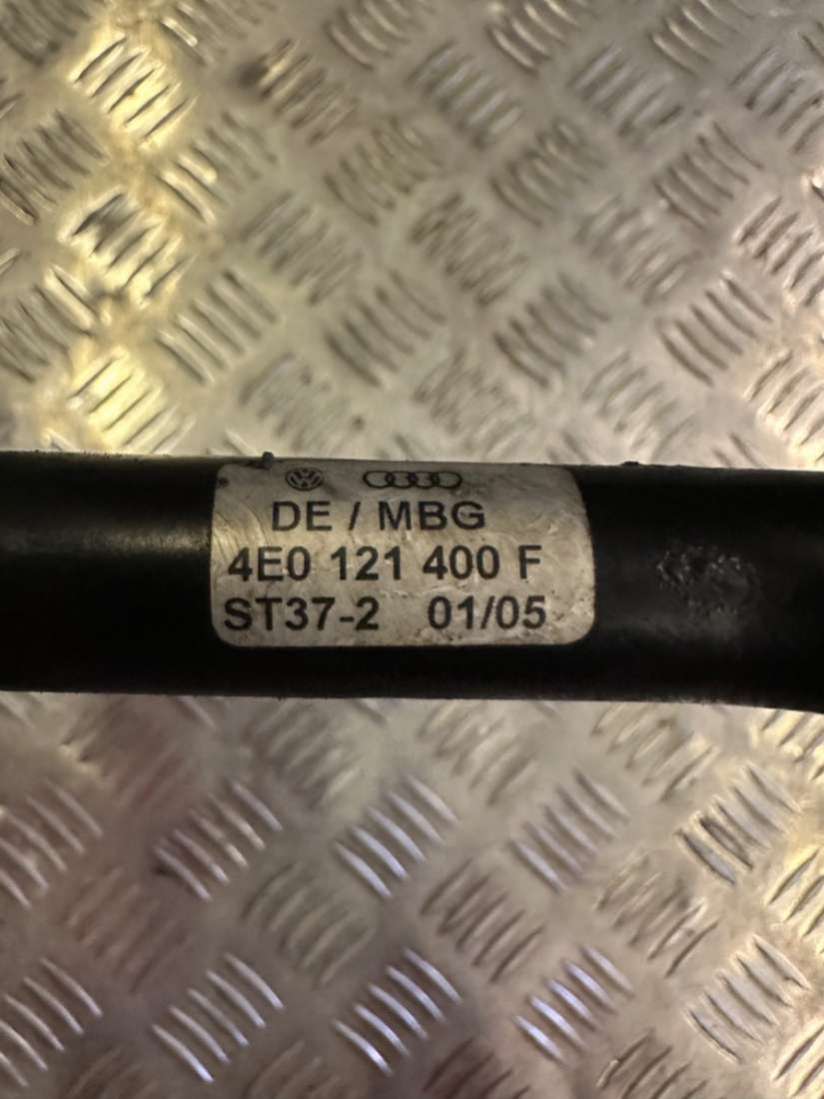 DE / MBG
4E0 121 400 F
ST37-2 01/05